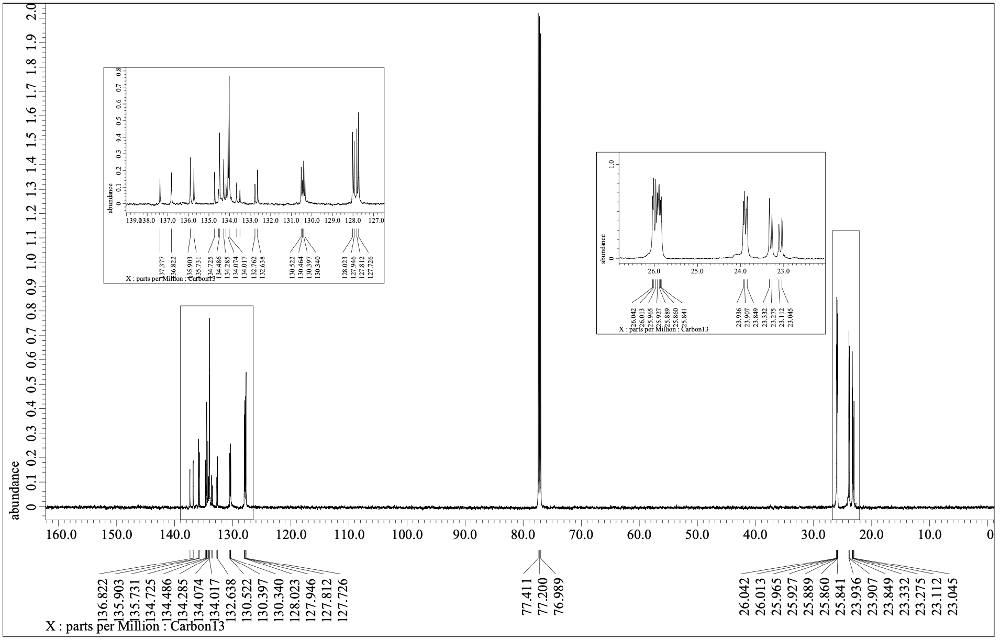 abundance
2.0
1.9
1.8
1.7
1.6
1.5
1.4
1.3
1.2
1.1
1.0
0.9
0.8
0.7
0.6
0.5
0.4
0.3
0.2
0.1
0
abundance
0.8
0.7
0.6
0.5
0.4
0.3
0.2
0.1
0
139.0 138.0 137.0 136.0 135.0 134.0 133.0 132.0 131.0 130.0 129.0 128.0 127.0
137.377 136.822 135.903 135.731 134.725 134.486 134.285 134.074 134.017 132.762 132.638 130.522 130.464 130.397 130.340 128.023 127.946 127.812 127.726
X : parts per Million : Carbon13
abundance
1.0
0
26.0 25.0 24.0 23.0
26.042 26.013 25.965 25.927 25.889 25.860 25.841 23.936 23.907 23.849 23.332 23.275 23.112 23.045
X : parts per Million : Carbon13
160.0 150.0 140.0 130.0 120.0 110.0 100.0 90.0 80.0 70.0 60.0 50.0 40.0 30.0 20.0 10.0 0
136.822 135.903 135.731 134.725 134.486 134.285 134.074 134.017 132.638 130.522 130.397 130.340 128.023 127.946 127.812 127.726 77.411 77.200 76.989 26.042 26.013 25.965 25.927 25.889 25.860 25.841 23.936 23.907 23.849 23.332 23.275 23.112 23.045
X : parts per Million : Carbon13